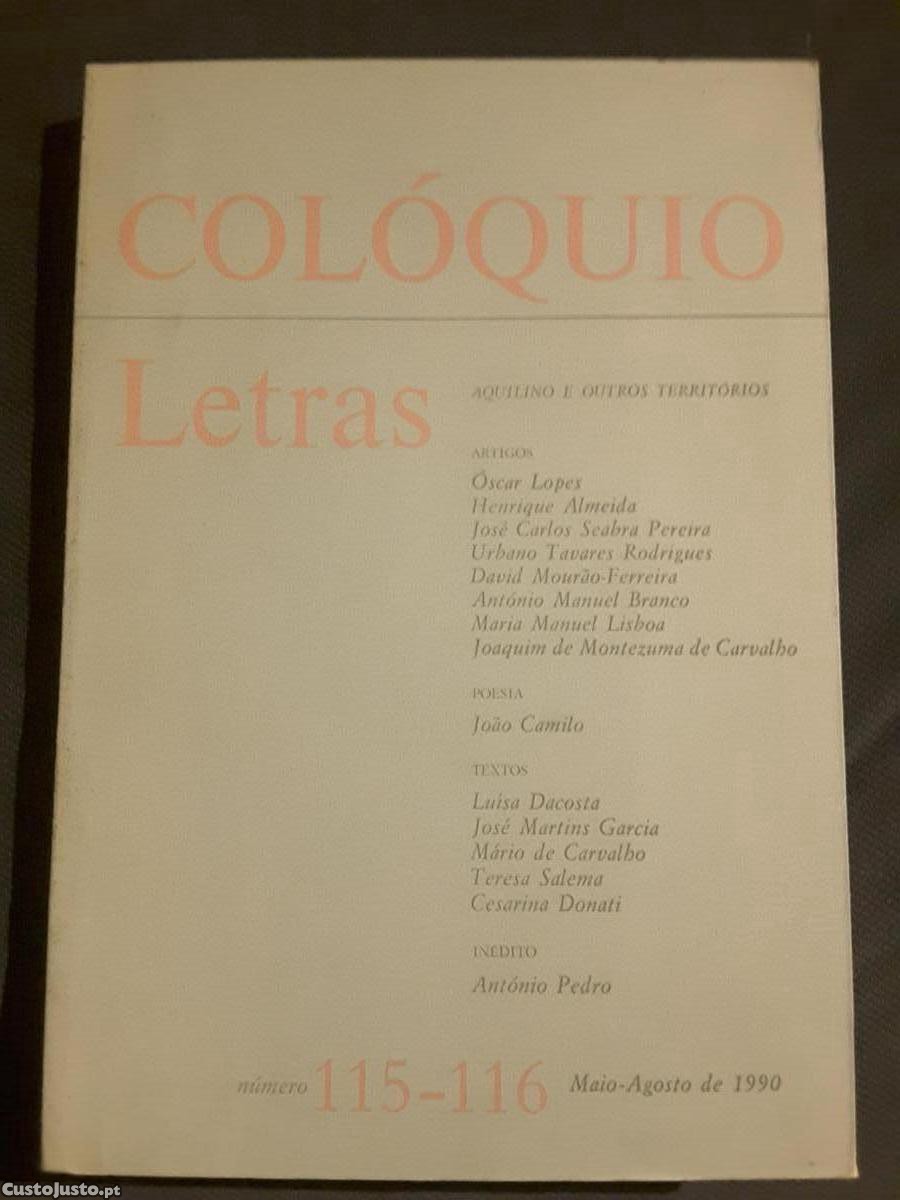 COLÓQUIO
Letras
AQUILINO E OUTROS TERRITÓRIOS
ARTIGOS
Óscar Lopes
Henrique Almeida
José Carlos Seabra Pereira
Urbano Tavares Rodrigues
David Mourão-Ferreira
António Manuel Branco
Maria Manuel Lisboa
Joaquim de Montezuma de Carvalho
POESIA
João Camilo
TEXTOS
Luísa Dacosta
José Martins Garcia
Mário de Carvalho
Teresa Salema
Cesarina Donati
INÉDITO
António Pedro
número 115-116 Maio-Agosto de 1990
CustoJusto.pt